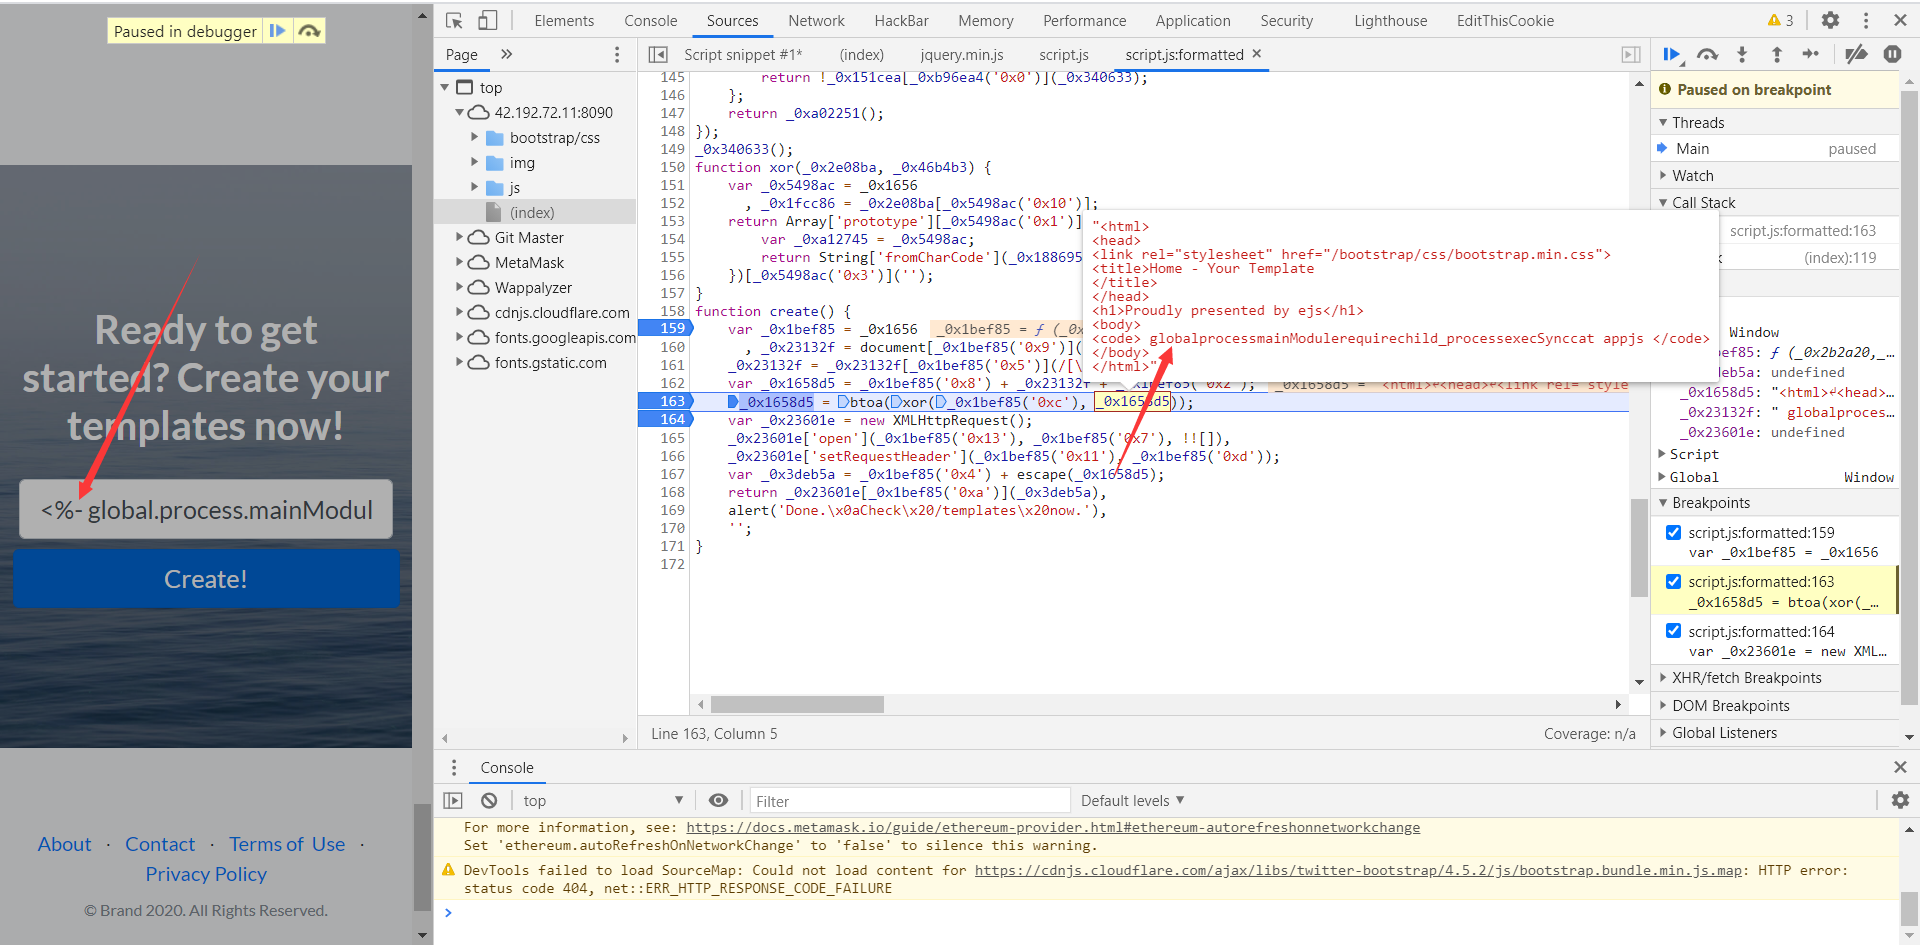 Paused in debugger
Ready to get
started? Create your
templates now!
<%- global.process.mainModul
Create!
About · Contact · Terms of Use ·
Privacy Policy
© Brand 2020. All Rights Reserved.
Elements Console Sources Network HackBar Memory Performance Application Security Lighthouse EditThisCookie 3
Page »
Script snippet #1* (index) jquery.min.js script.js script.js:formatted ×
top
42.192.72.11:8090
bootstrap/css
img
js
(index)
Git Master
MetaMask
Wappalyzer
cdnjs.cloudflare.com
fonts.googleapis.com
fonts.gstatic.com
145 return !_0x151cea[_0xb96ea4('0x0')](_0x340633);
146 };
147 return _0xa02251();
148 });
149 _0x340633();
150 function xor(_0x2e08ba, _0x46b4b3) {
151 var _0x5498ac = _0x1656
152 , _0x1fcc86 = _0x2e08ba[_0x5498ac('0x10')];
153 return Array['prototype'][_0x5498ac('0x1')]
154 var _0xa12745 = _0x5498ac;
155 return String['fromCharCode'](_0x188695
156 })[_0x5498ac('0x3')]('');
157 }
158 function create() {
159 var _0x1bef85 = _0x1656 _0x1bef85 = ƒ (_0x
160 , _0x23132f = document[_0x1bef85('0x9')](
161 _0x23132f = _0x23132f[_0x1bef85('0x5')](/[\
162 var _0x1658d5 = _0x1bef85('0x8') + _0x23132f + _0x1bef85('0x2'); _0x1658d5 = "<html>↵<head>↵<link rel="style
163 _0x1658d5 = btoa(xor(_0x1bef85('0xc'), _0x1658d5));
164 var _0x23601e = new XMLHttpRequest();
165 _0x23601e['open'](_0x1bef85('0x13'), _0x1bef85('0x7'), !![]),
166 _0x23601e['setRequestHeader'](_0x1bef85('0x11'), _0x1bef85('0xd'));
167 var _0x3deb5a = _0x1bef85('0x4') + escape(_0x1658d5);
168 return _0x23601e[_0x1bef85('0xa')](_0x3deb5a),
169 alert('Done.\x0aCheck\x20/templates\x20now.'),
170 '';
171 }
172
"<html>
<head>
<link rel="stylesheet" href="/bootstrap/css/bootstrap.min.css">
<title>Home - Your Template
</title>
</head>
<h1>Proudly presented by ejs</h1>
<body>
<code> globalprocessmainModulerequirechild_processexecSynccat appjs </code>
</body>
</html>"
Line 163, Column 5 Coverage: n/a
Paused on breakpoint
Threads
Main paused
Watch
Call Stack
script.js:formatted:163
k (index):119
Window
bef85: ƒ (_0x2b2a20,_…
deb5a: undefined
_0x1658d5: "<html>↵<head>…
_0x23132f: " globalproces…
_0x23601e: undefined
Script
Global Window
Breakpoints
script.js:formatted:159
var _0x1bef85 = _0x1656
script.js:formatted:163
_0x1658d5 = btoa(xor(_…
script.js:formatted:164
var _0x23601e = new XML…
XHR/fetch Breakpoints
DOM Breakpoints
Global Listeners
Console
top Filter Default levels
For more information, see: https://docs.metamask.io/guide/ethereum-provider.html#ethereum-autorefreshonnetworkchange
Set 'ethereum.autoRefreshOnNetworkChange' to 'false' to silence this warning.
DevTools failed to load SourceMap: Could not load content for https://cdnjs.cloudflare.com/ajax/libs/twitter-bootstrap/4.5.2/js/bootstrap.bundle.min.js.map: HTTP error:
status code 404, net::ERR_HTTP_RESPONSE_CODE_FAILURE